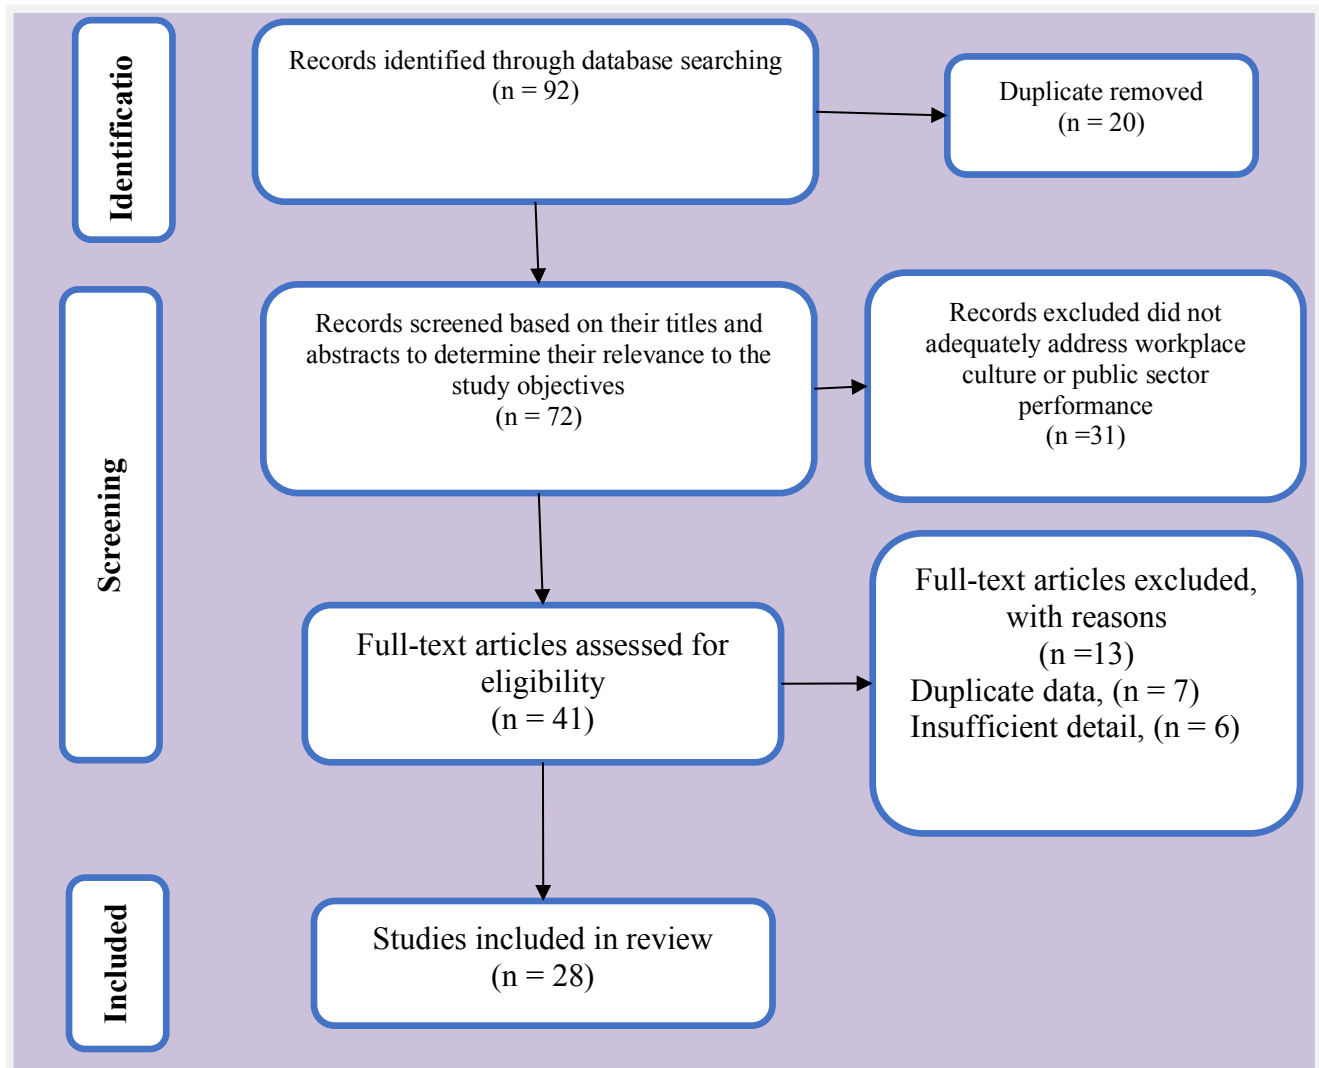 Identificatio
Records identified through database searching
(n = 92)
Duplicate removed
(n = 20)
Screening
Records screened based on their titles and
abstracts to determine their relevance to the
study objectives
(n = 72)
Records excluded did not
adequately address workplace
culture or public sector
performance
(n =31)
Full-text articles assessed for
eligibility
(n = 41)
Full-text articles excluded,
with reasons
(n =13)
Duplicate data, (n = 7)
Insufficient detail, (n = 6)
Included
Studies included in review
(n = 28)